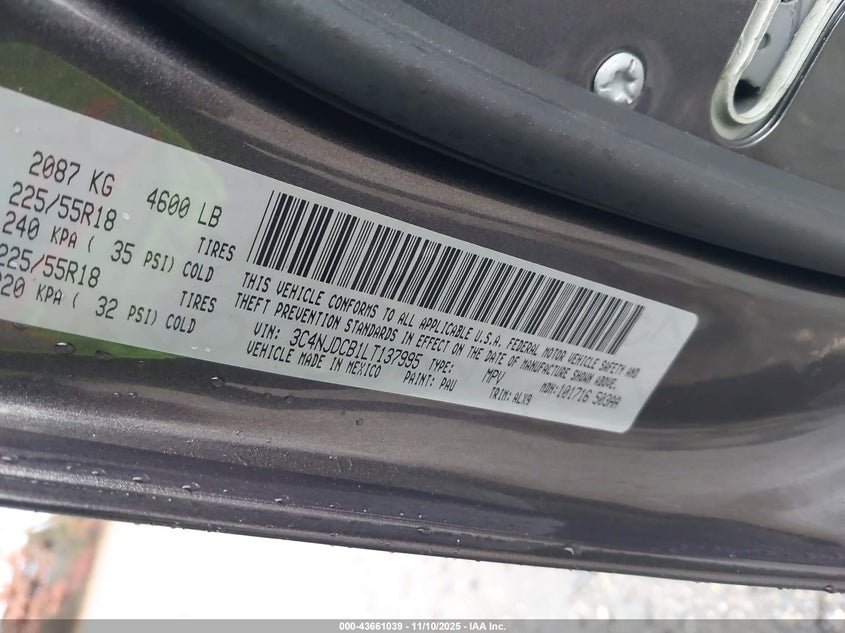 2087 KG 4600 LB
225/55R18 TIRES
240 KPA ( 35 PSI) COLD
225/55R18 TIRES
220 KPA ( 32 PSI) COLD
THIS VEHICLE CONFORMS TO ALL APPLICABLE U.S.A. FEDERAL MOTOR VEHICLE SAFETY AND
THEFT PREVENTION STANDARDS IN EFFECT ON THE DATE OF MANUFACTURE SHOWN ABOVE.
VIN: 3C4NJDCB1LT137995 TYPE: MPV MDH:101716 503AA
VEHICLE MADE IN MEXICO PAINT: PAU TRIM: ALX9
000-43661039 - 11/10/2025 - IAA Inc.